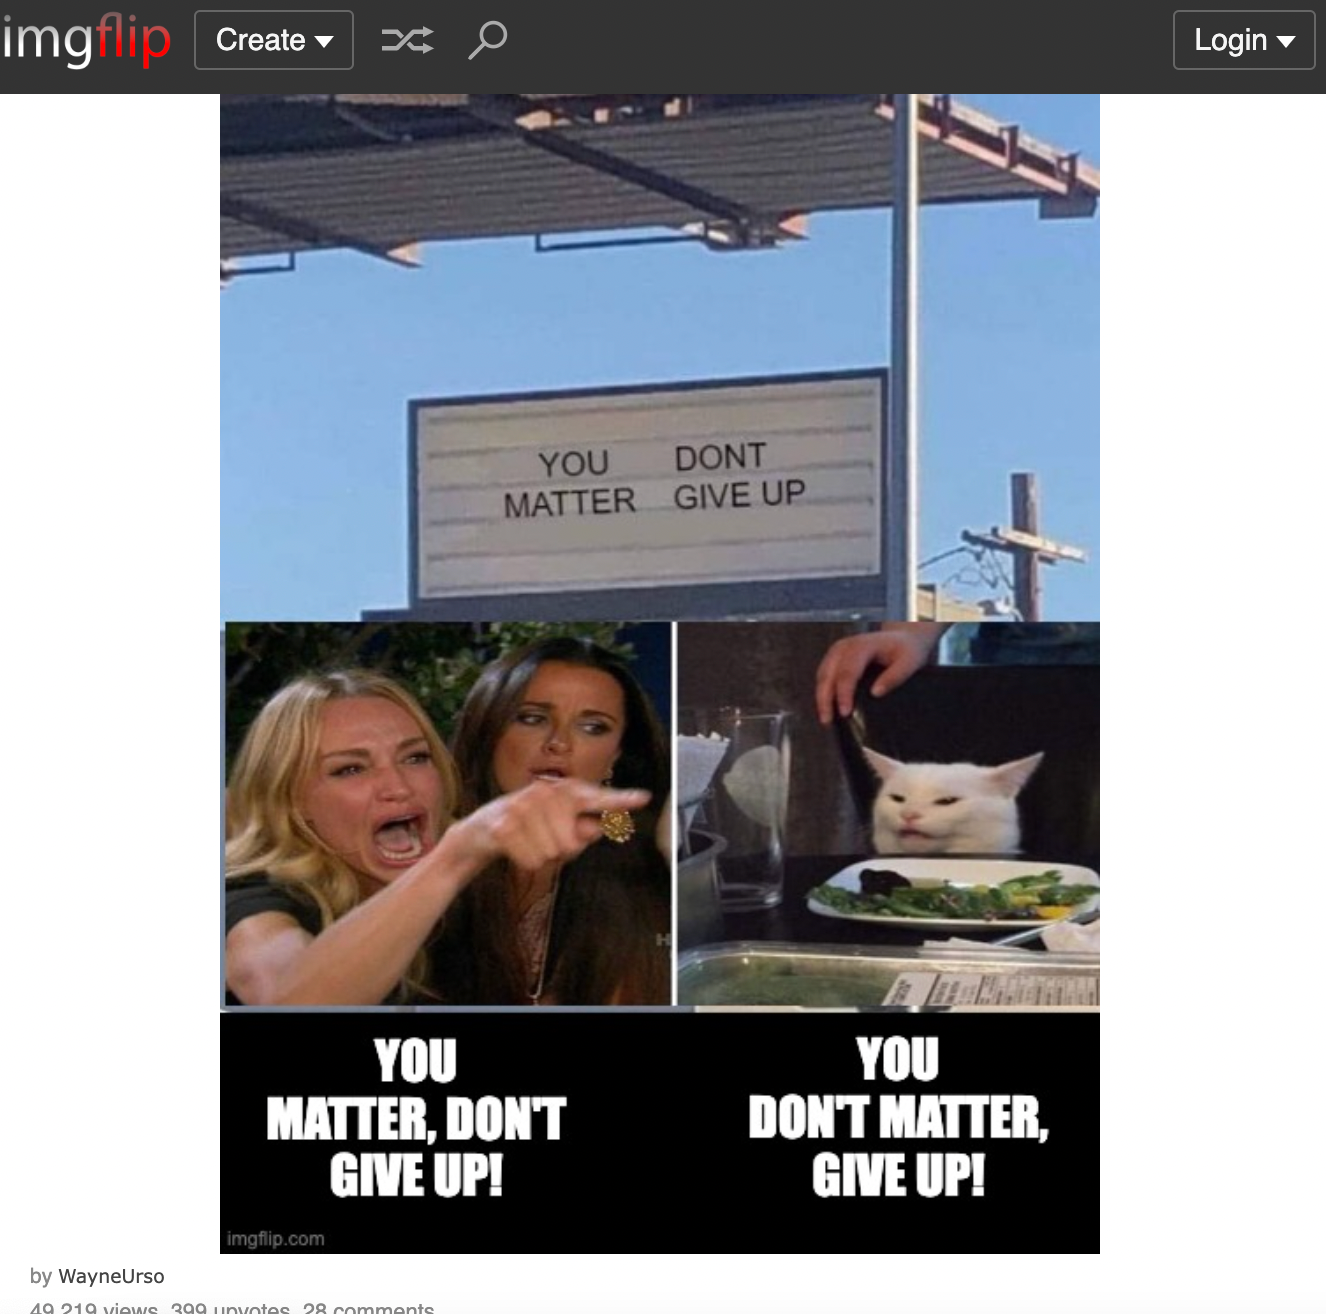 imgflip
Create
Login
YOU DONT
MATTER GIVE UP
YOU
MATTER, DON'T
GIVE UP!
YOU
DON'T MATTER,
GIVE UP!
imgflip.com
by WayneUrso
49,219 views, 399 upvotes, 28 comments